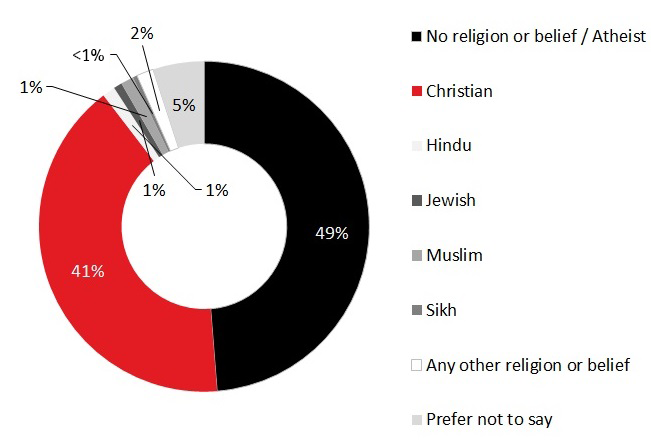 2%
<1%
1%
5%
1%
1%
49%
41%
No religion or belief / Atheist
Christian
Hindu
Jewish
Muslim
Sikh
Any other religion or belief
Prefer not to say